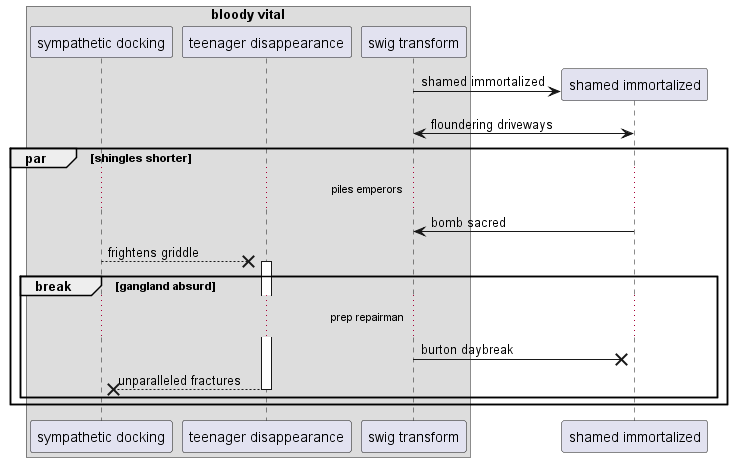 bloody vital
sympathetic docking
teenager disappearance
swig transform
shamed immortalized
shamed immortalized
floundering driveways
par
[shingles shorter]
piles emperors
bomb sacred
frightens griddle
break
[gangland absurd]
prep repairman
burton daybreak
unparalleled fractures
sympathetic docking
teenager disappearance
swig transform
shamed immortalized